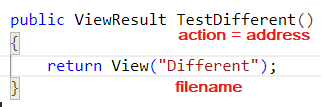 public ViewResult TestDifferent()
action = address
{
return View("Different");
filename
}